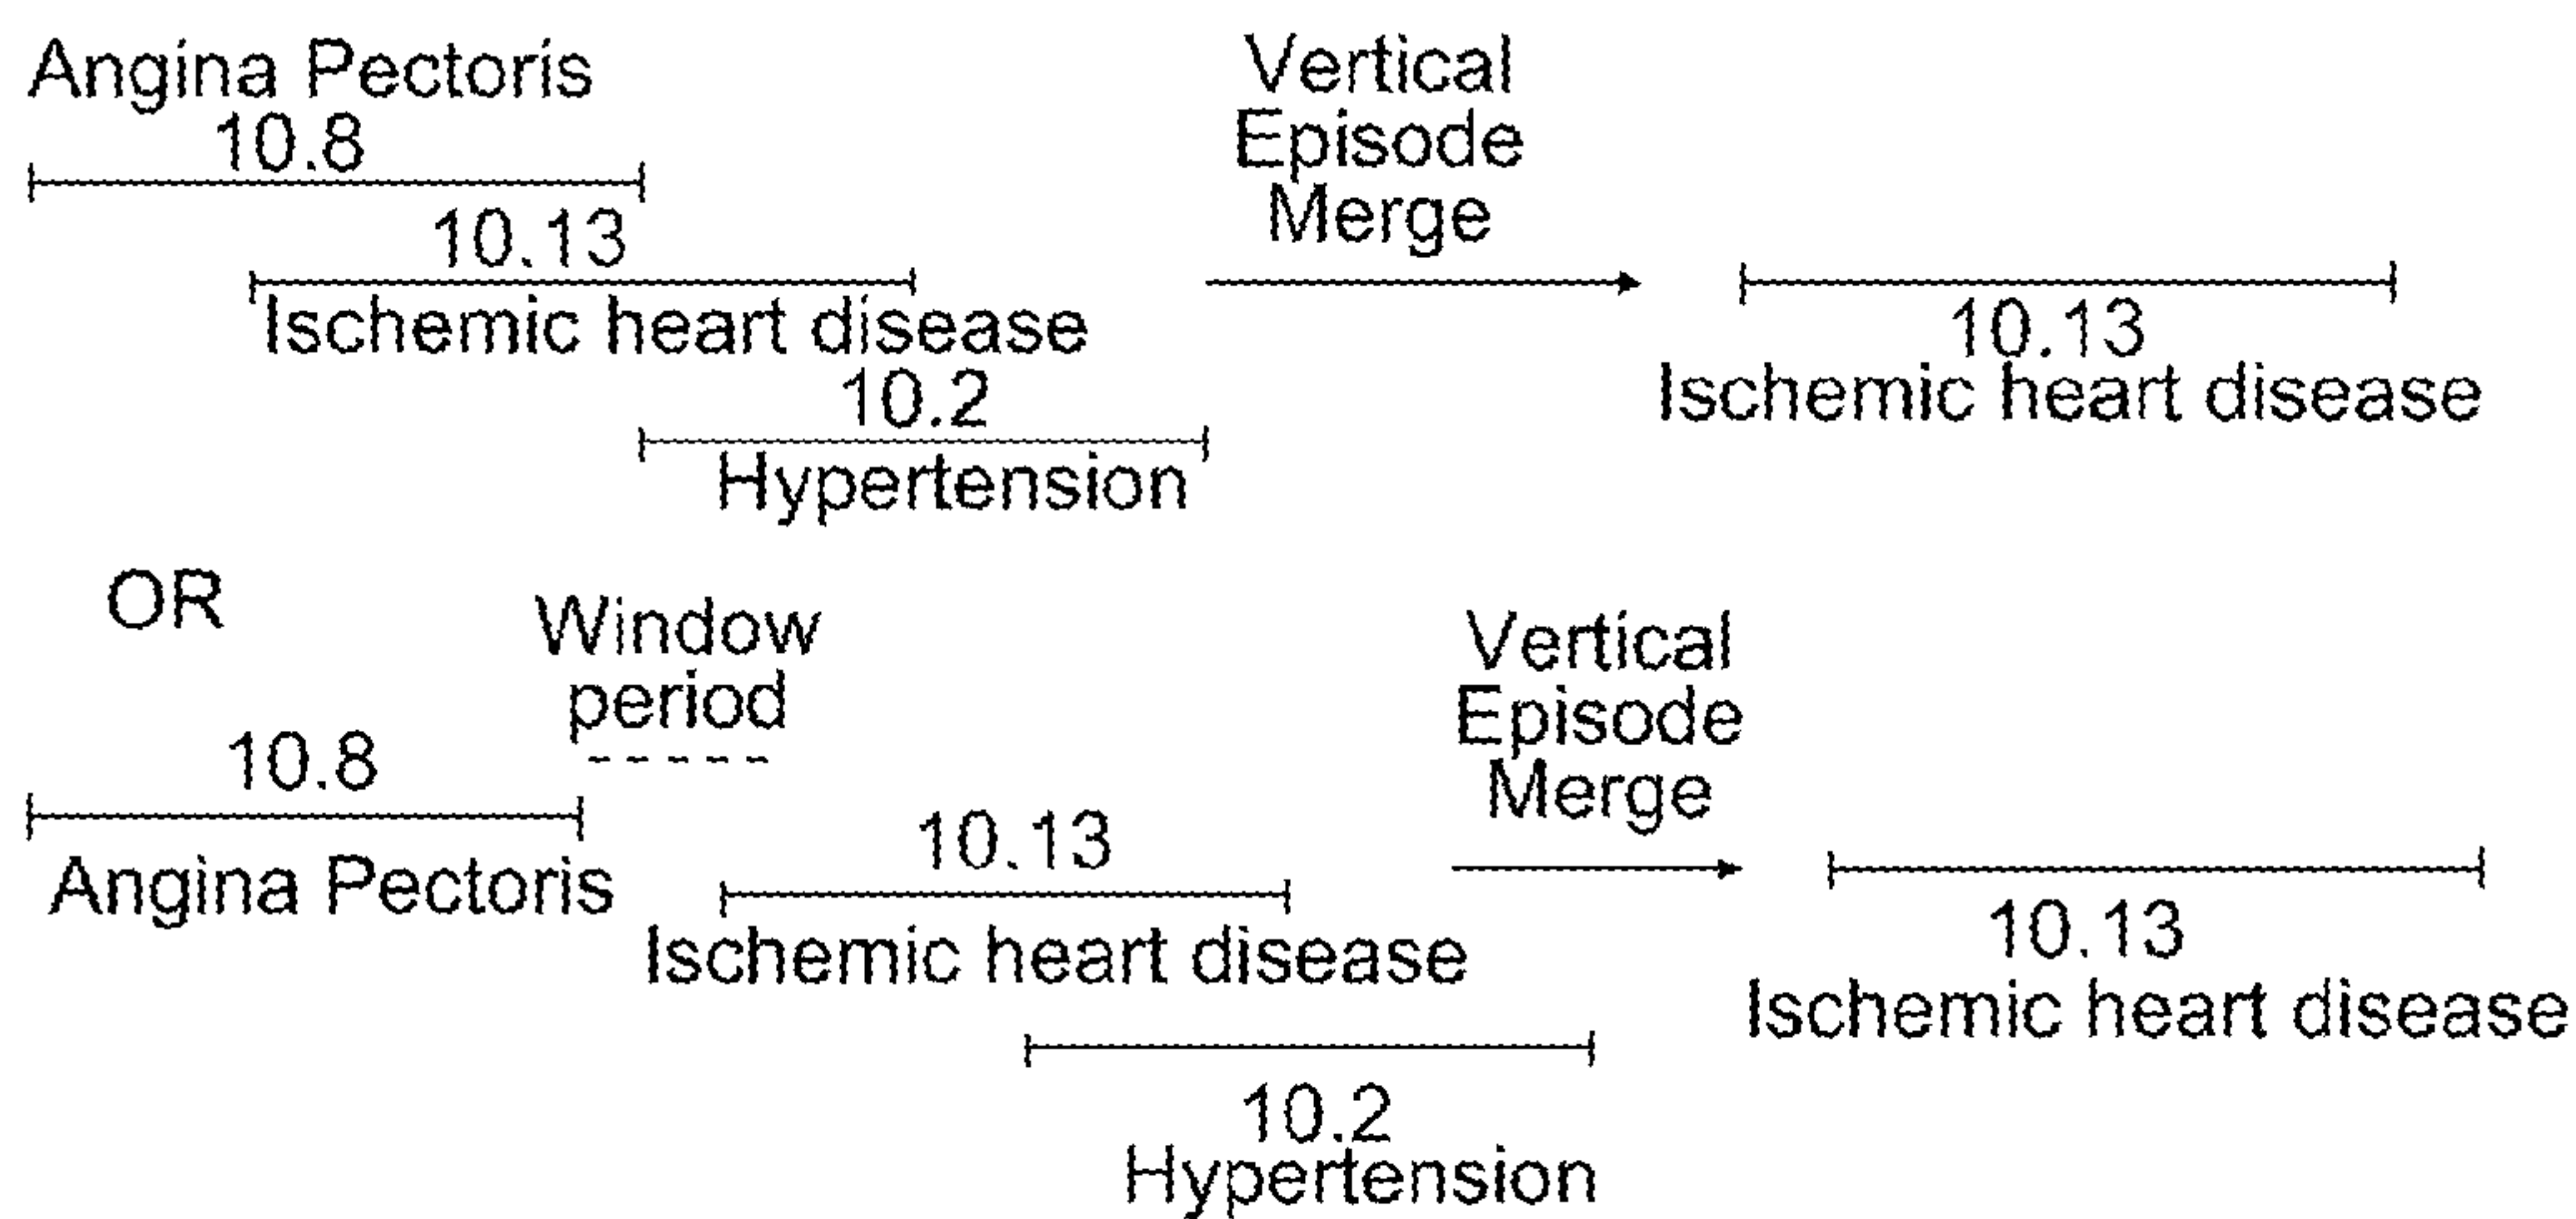 Angina Pectoris
10.8
10.13
Ischemic heart disease
10.2
Hypertension
Vertical
Episode
Merge
10.13
Ischemic heart disease
OR
Window
period
10.8
Angina Pectoris
10.13
Ischemic heart disease
10.2
Hypertension
Vertical
Episode
Merge
10.13
Ischemic heart disease